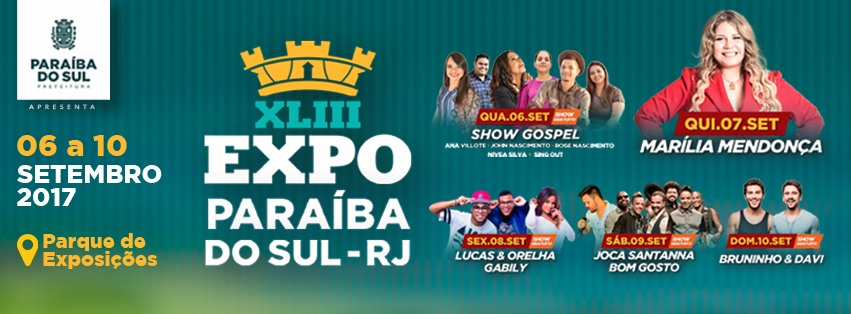 PARAÍBA
DO SUL
PREFEITURA
APRESENTA
06 a 10
SETEMBRO
2017
Parque de
Exposições
XLIII
EXPO
PARAÍBA
DO SUL - RJ
QUA.06.SET SHOW GRATUITO
SHOW GOSPEL
ANA VILLOTE · JOHN NASCIMENTO · ROSE NASCIMENTO
NIVEA SILVA · SING OUT
QUI.07.SET
MARÍLIA MENDONÇA
SEX.08.SET SHOW GRATUITO
LUCAS & ORELHA
GABILY
SÁB.09.SET SHOW GRATUITO
JOCA SANTANNA
BOM GOSTO
DOM.10.SET SHOW GRATUITO
BRUNINHO & DAVI